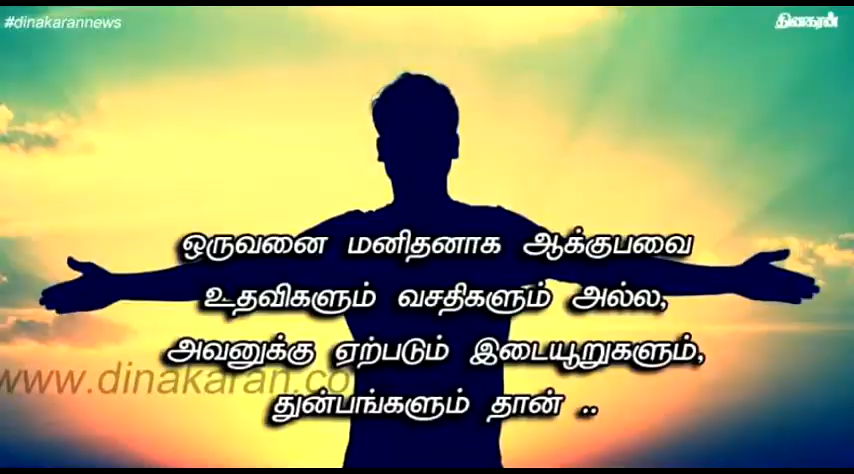 #dinakarannews
தினகரன்
ஒருவனை மனிதனாக ஆக்குபவை
உதவிகளும் வசதிகளும் அல்ல,
அவனுக்கு ஏற்படும் இடையூறுகளும்,
www.dinakaran.co
துன்பங்களும் தான் ..